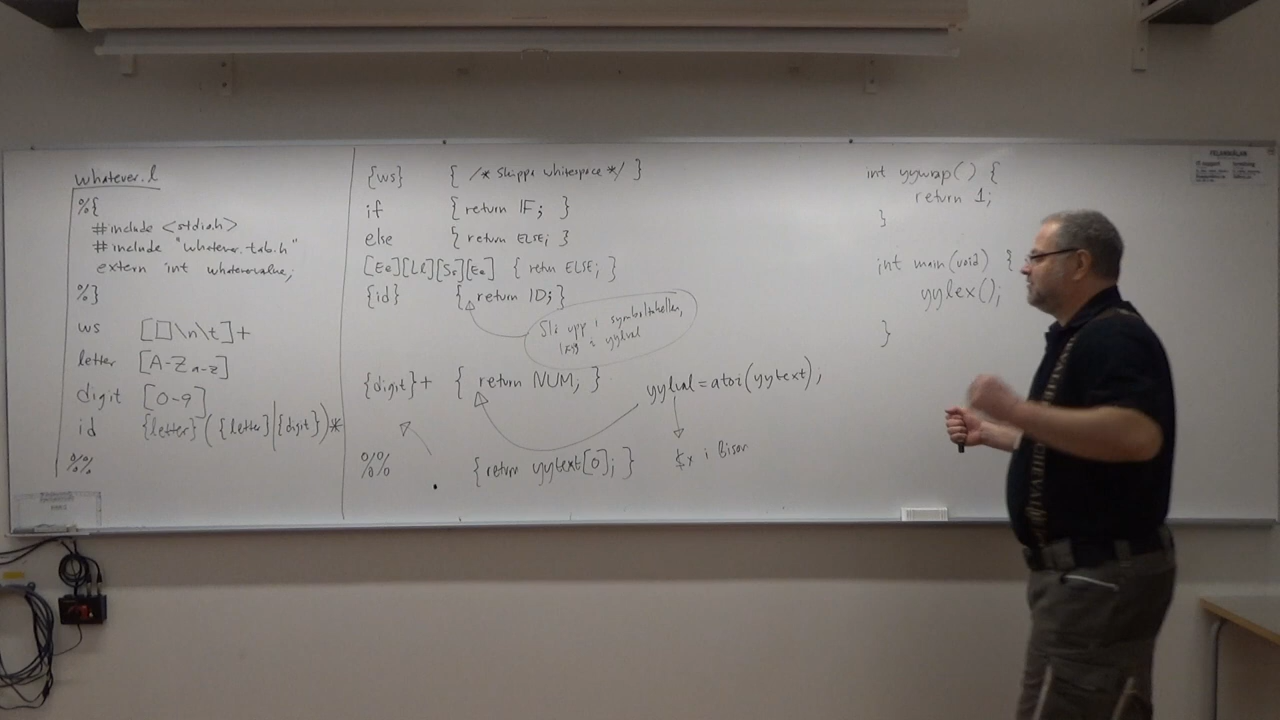 whatever.l
%{
#include <stdio.h>
#include "whatever.tab.h"
extern int whatevervalue;
%}
ws [□\n\t]+
letter [A-Za-z]
digit [0-9]
id {letter}({letter}|{digit})*
%%
{ws} { /* Skippa whitespace */ }
if { return IF; }
else { return ELSE; }
[Ee][Ll][Ss][Ee] { return ELSE; }
{id} { return ID; }
Slå upp i symboltabellen,
lägg i yylval
{digit}+ { return NUM; } yylval = atoi(yytext);
. { return yytext[0]; } $x i Bison
%%
int yywrap() {
return 1;
}
int main(void) {
yylex();
}
FELANMÄLAN